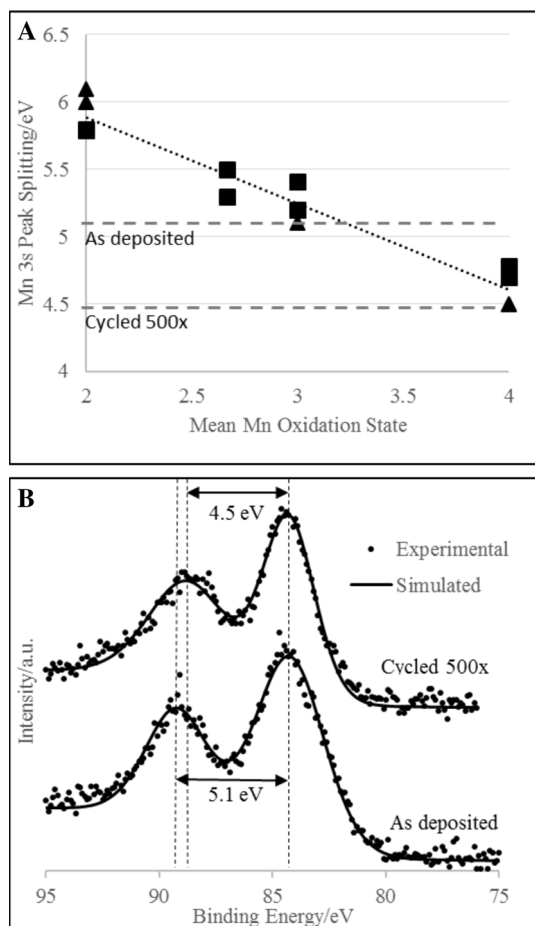 A
Mn 3s Peak Splitting/eV
6.5
6
5.5
5
4.5
4
As deposited
Cycled 500x
2
2.5
3
3.5
4
Mean Mn Oxidation State
B
4.5 eV
Experimental
Simulated
Cycled 500x
Intensity/a.u.
5.1 eV
As deposited
95
90
85
80
75
Binding Energy/eV